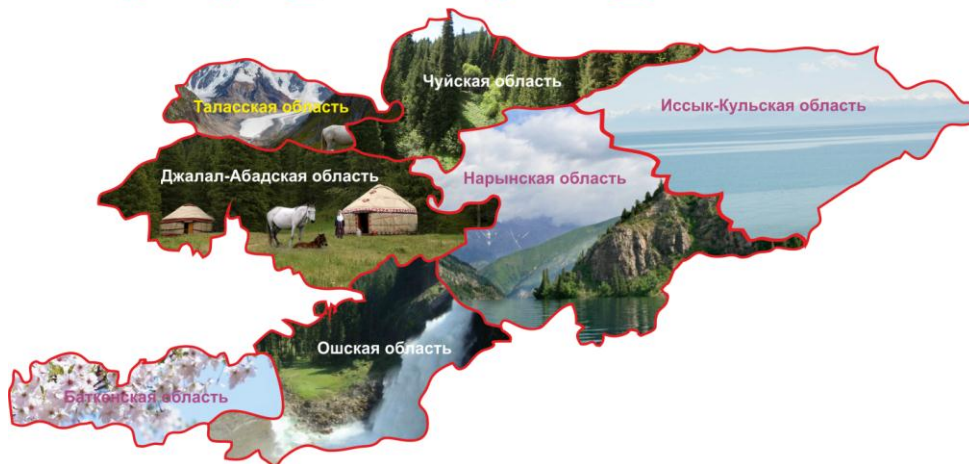 Чуйская область
Таласская область
Иссык-Кульская область
Джалал-Абадская область
Нарынская область
Ошская область
Баткенская область